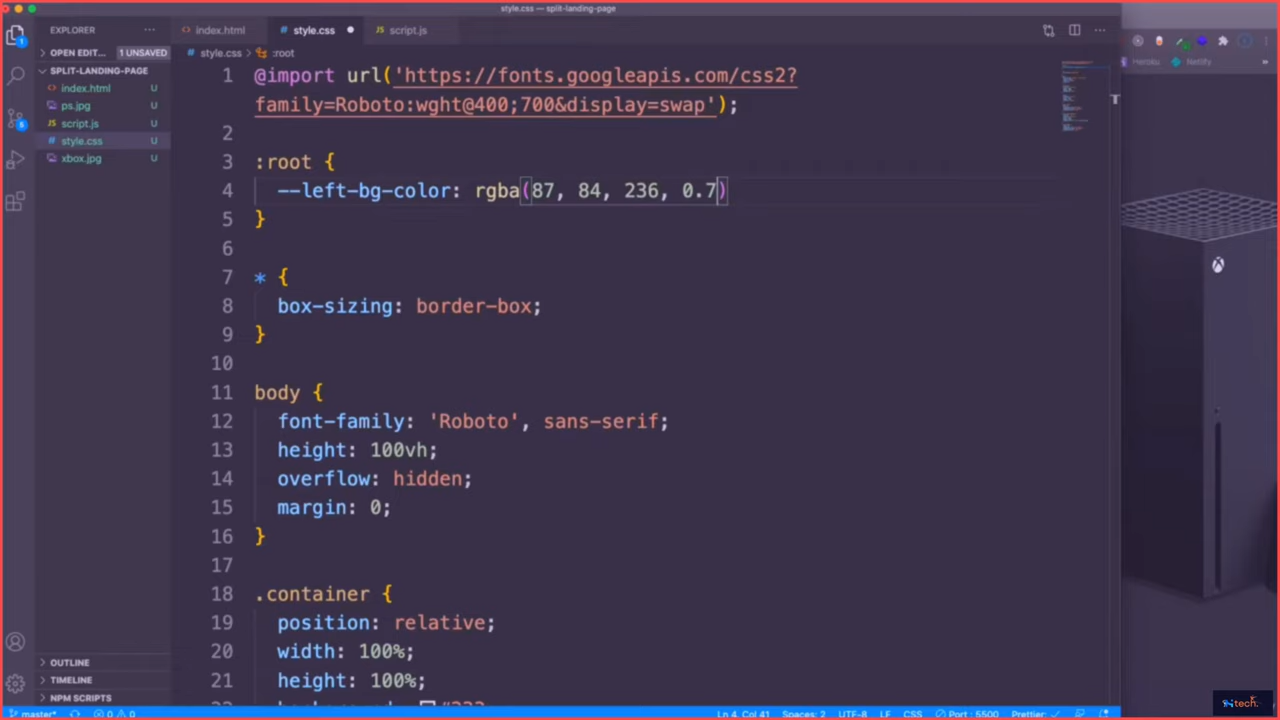 style.css — split-landing-page
EXPLORER
index.html
style.css
script.js
OPEN EDIT... 1 UNSAVED
style.css :root
SPLIT-LANDING-PAGE
index.html U
ps.jpg U
script.js U
style.css U
xbox.jpg U
1 @import url('https://fonts.googleapis.com/css2?
family=Roboto:wght@400;700&display=swap');
2
3 :root {
4 --left-bg-color: rgba(87, 84, 236, 0.7)
5 }
6
7 * {
8 box-sizing: border-box;
9 }
10
11 body {
12 font-family: 'Roboto', sans-serif;
13 height: 100vh;
14 overflow: hidden;
15 margin: 0;
16 }
17
18 .container {
19 position: relative;
20 width: 100%;
21 height: 100%;
OUTLINE
TIMELINE
NPM SCRIPTS
master*
0 0
Ln 4, Col 41
Spaces: 2
UTF-8
LF
CSS
Port : 5500
Prettier: ✓
Heroku
Netlify
tech.